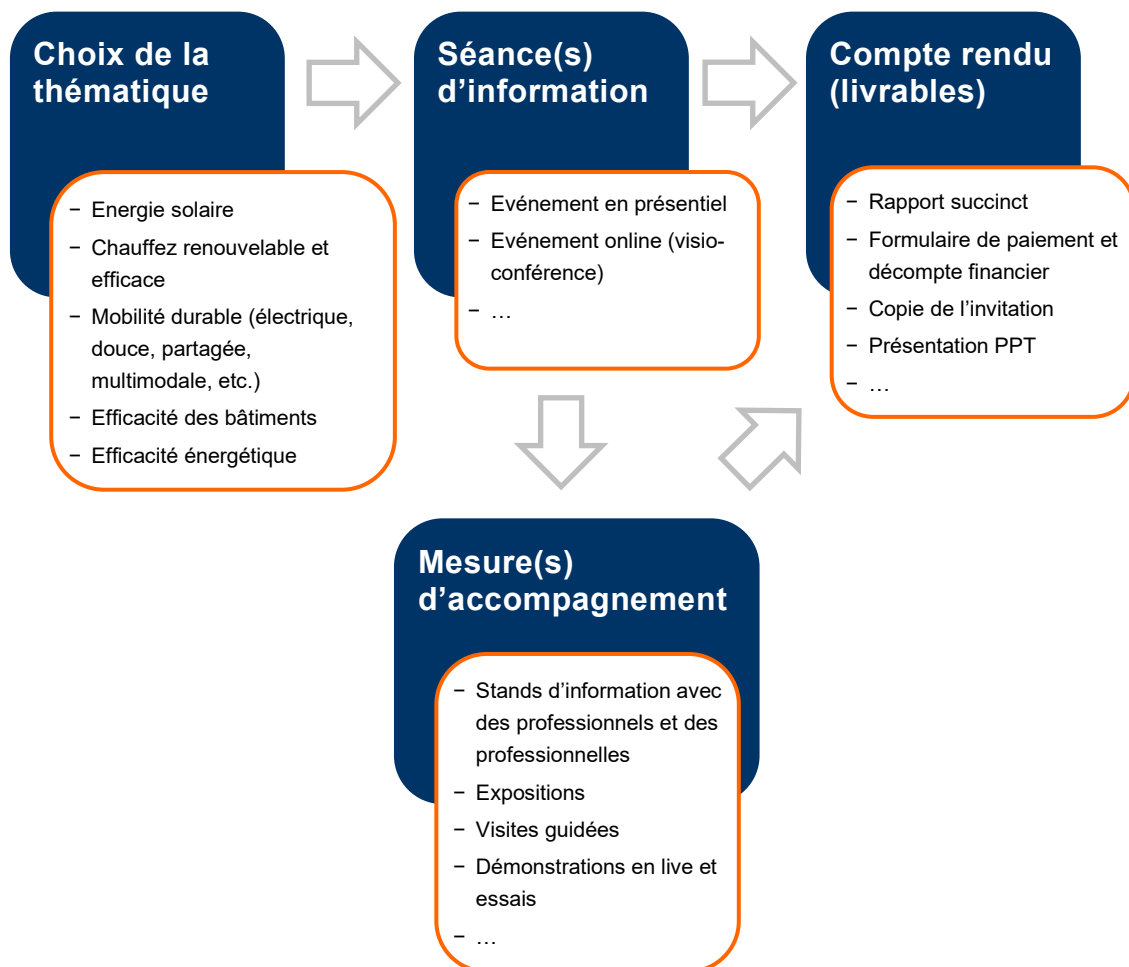 Choix de la
thématique
– Energie solaire
– Chauffez renouvelable et
efficace
– Mobilité durable (électrique,
douce, partagée,
multimodale, etc.)
– Efficacité des bâtiments
– Efficacité énergétique
Séance(s)
d’information
– Evénement en présentiel
– Evénement online (visio-
conférence)
– …
Compte rendu
(livrables)
– Rapport succinct
– Formulaire de paiement et
décompte financier
– Copie de l’invitation
– Présentation PPT
– …
Mesure(s)
d’accompagnement
– Stands d’information avec
des professionnels et des
professionnelles
– Expositions
– Visites guidées
– Démonstrations en live et
essais
– …